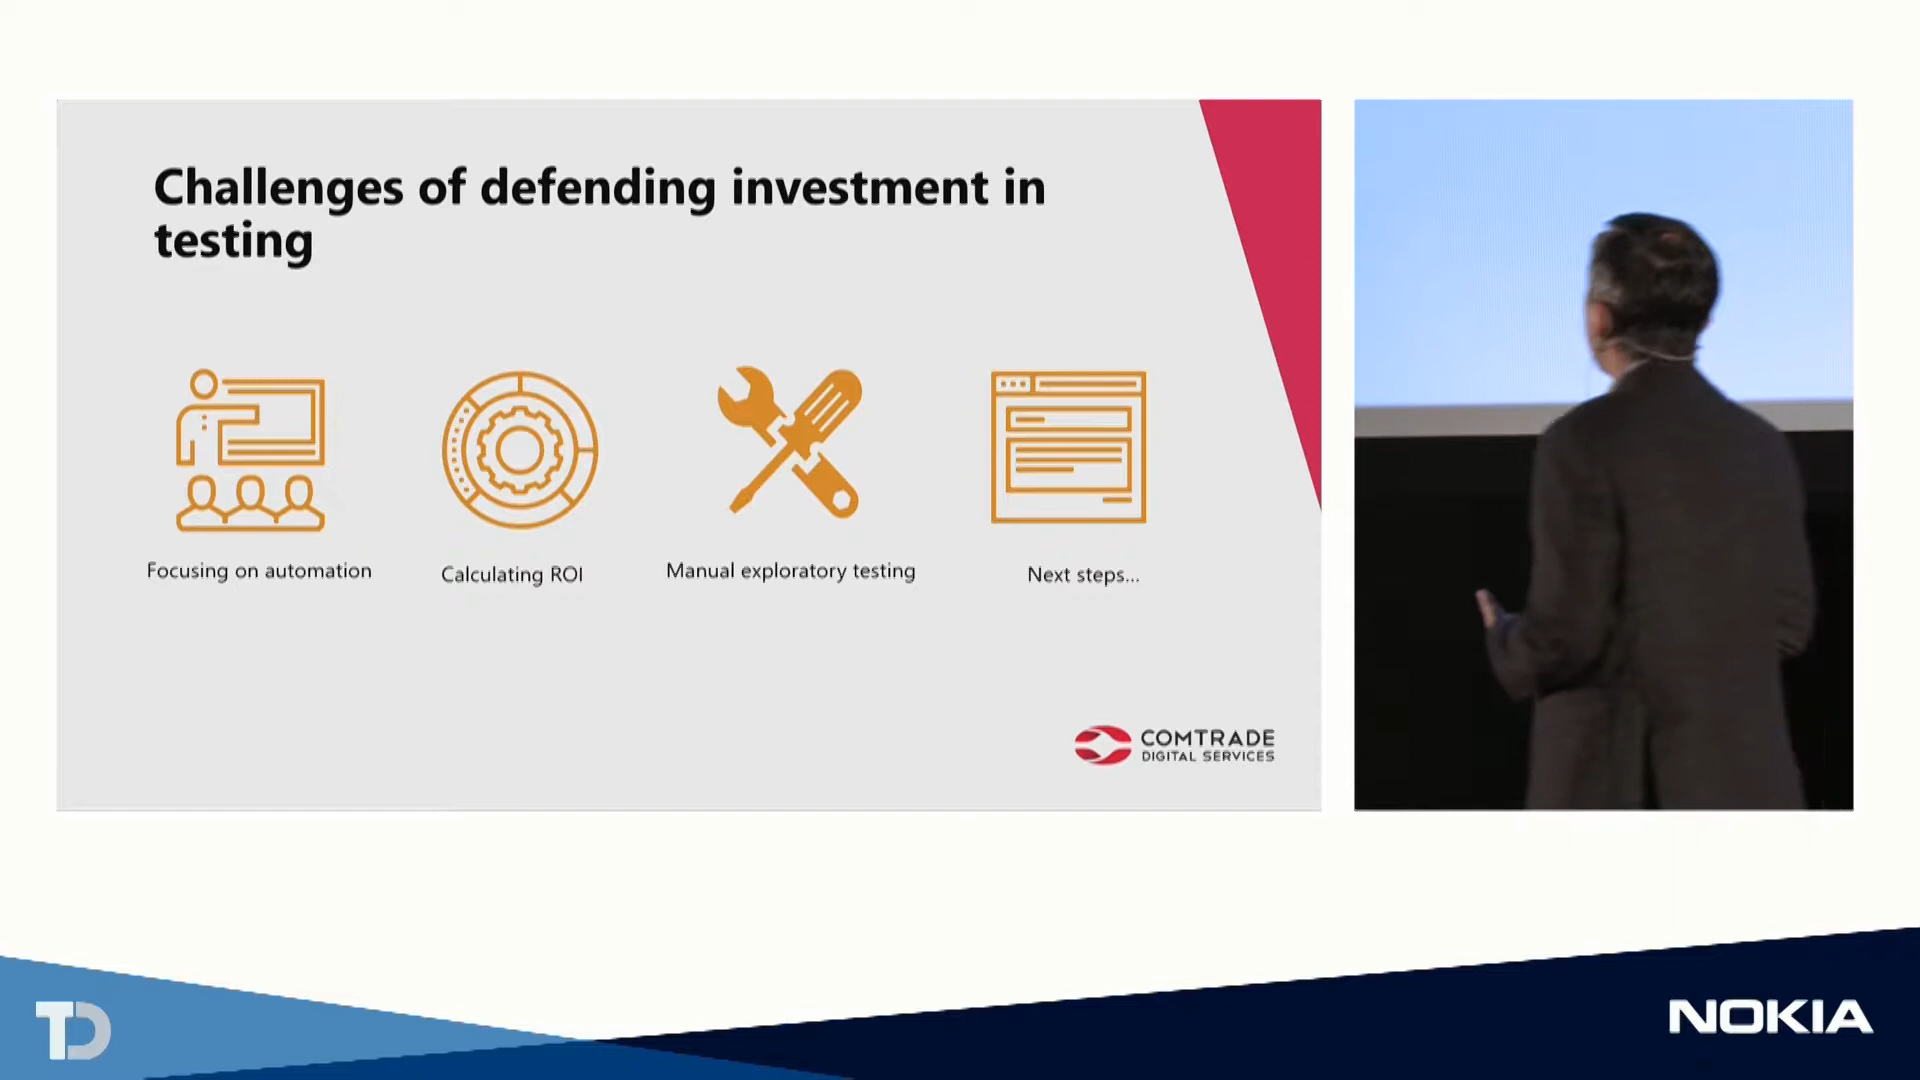 Challenges of defending investment in
testing
Focusing on automation
Calculating ROI
Manual exploratory testing
Next steps...
COMTRADE
DIGITAL SERVICES
TD
NOKIA